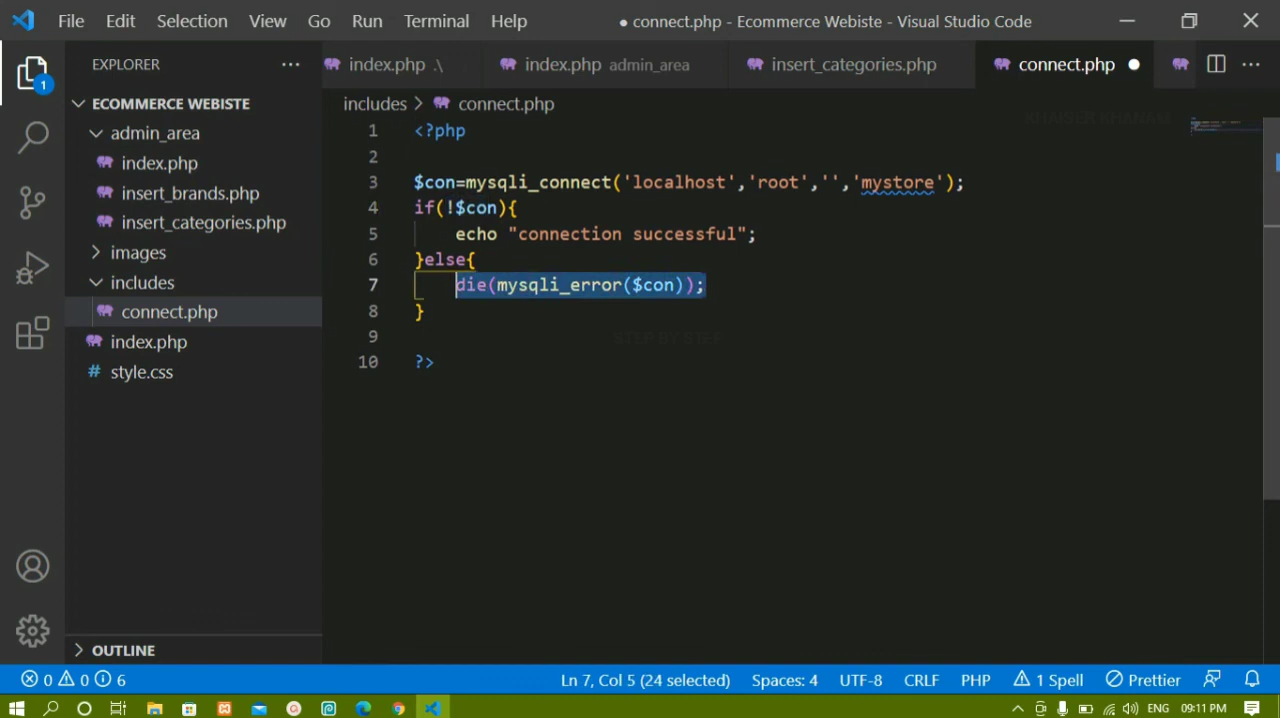 File Edit Selection View Go Run Terminal Help ● connect.php - Ecommerce Webiste - Visual Studio Code
EXPLORER ···
index.php .\ index.php admin_area insert_categories.php connect.php ●
1
ECOMMERCE WEBISTE
includes > connect.php
admin_area
index.php
insert_brands.php
insert_categories.php
images
includes
connect.php
index.php
style.css
1 <?php
2
3 $con=mysqli_connect('localhost','root','','mystore');
4 if(!$con){
5 echo "connection successful";
6 }else{
7 die(mysqli_error($con));
8 }
9
10 ?>
STEP BY STEP
OUTLINE
0 0 6 Ln 7, Col 5 (24 selected) Spaces: 4 UTF-8 CRLF PHP 1 Spell Prettier
ENG 09:11 PM